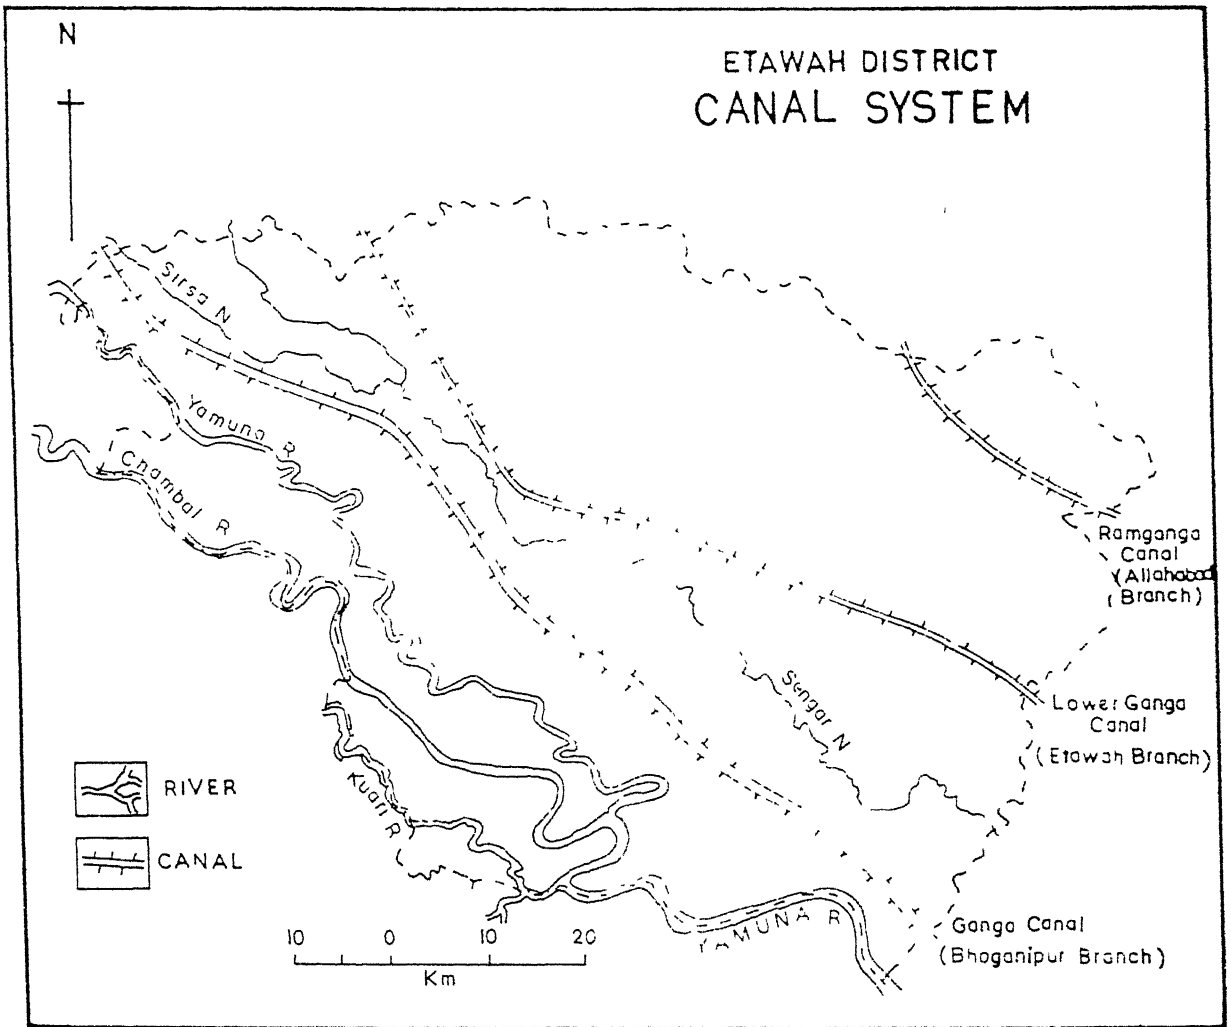 N
ETAWAH DISTRICT
CANAL SYSTEM
Sirsa N
Yamuna R
Chambal R
Ramganga
Canal
(Allahabad
Branch)
Sengar N
Lower Ganga
Canal
(Etawah Branch)
RIVER
Kuari R
CANAL
YAMUNA R
Ganga Canal
(Bhoganipur Branch)
10 0 10 20
Km